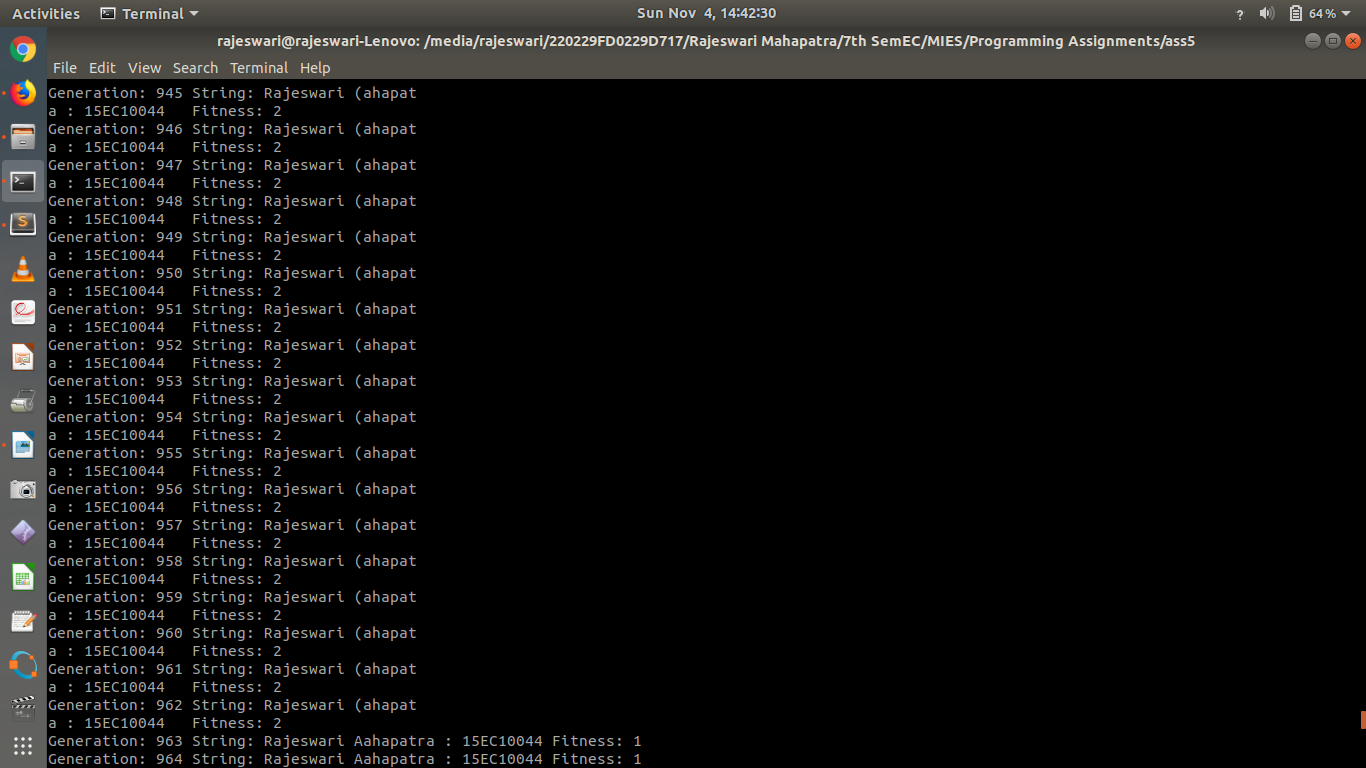 Activities Terminal Sun Nov 4, 14:42:30 ? 64%
rajeswari@rajeswari-Lenovo: /media/rajeswari/220229FD0229D717/Rajeswari Mahapatra/7th SemEC/MIES/Programming Assignments/ass5
File Edit View Search Terminal Help
Generation: 945 String: Rajeswari (ahapat
a : 15EC10044 Fitness: 2
Generation: 946 String: Rajeswari (ahapat
a : 15EC10044 Fitness: 2
Generation: 947 String: Rajeswari (ahapat
a : 15EC10044 Fitness: 2
Generation: 948 String: Rajeswari (ahapat
a : 15EC10044 Fitness: 2
Generation: 949 String: Rajeswari (ahapat
a : 15EC10044 Fitness: 2
Generation: 950 String: Rajeswari (ahapat
a : 15EC10044 Fitness: 2
Generation: 951 String: Rajeswari (ahapat
a : 15EC10044 Fitness: 2
Generation: 952 String: Rajeswari (ahapat
a : 15EC10044 Fitness: 2
Generation: 953 String: Rajeswari (ahapat
a : 15EC10044 Fitness: 2
Generation: 954 String: Rajeswari (ahapat
a : 15EC10044 Fitness: 2
Generation: 955 String: Rajeswari (ahapat
a : 15EC10044 Fitness: 2
Generation: 956 String: Rajeswari (ahapat
a : 15EC10044 Fitness: 2
Generation: 957 String: Rajeswari (ahapat
a : 15EC10044 Fitness: 2
Generation: 958 String: Rajeswari (ahapat
a : 15EC10044 Fitness: 2
Generation: 959 String: Rajeswari (ahapat
a : 15EC10044 Fitness: 2
Generation: 960 String: Rajeswari (ahapat
a : 15EC10044 Fitness: 2
Generation: 961 String: Rajeswari (ahapat
a : 15EC10044 Fitness: 2
Generation: 962 String: Rajeswari (ahapat
a : 15EC10044 Fitness: 2
Generation: 963 String: Rajeswari Aahapatra : 15EC10044 Fitness: 1
Generation: 964 String: Rajeswari Aahapatra : 15EC10044 Fitness: 1